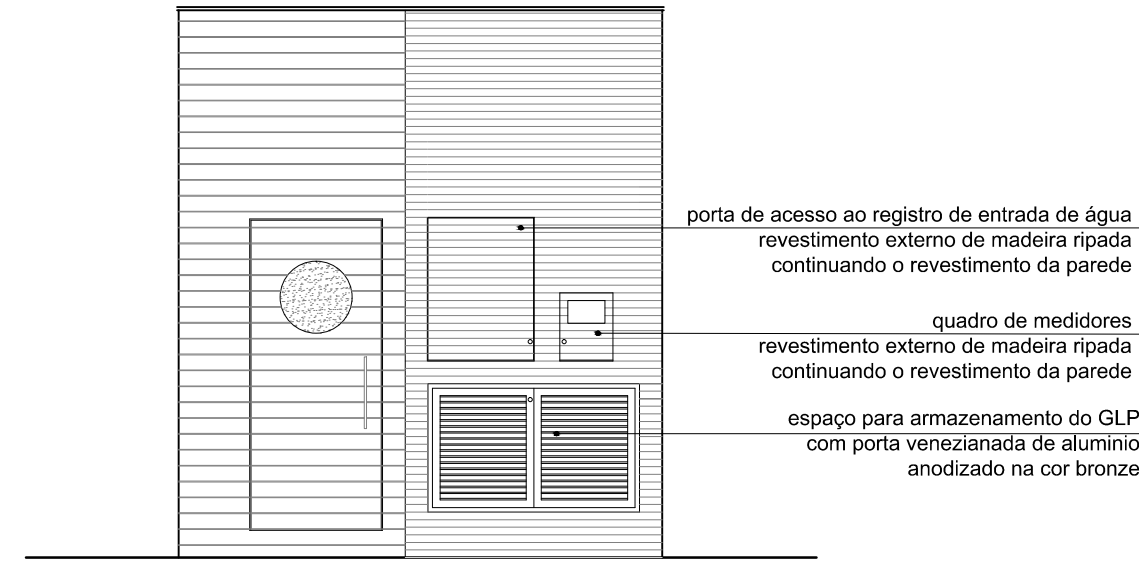 porta de acesso ao registro de entrada de água
revestimento externo de madeira ripada
continuando o revestimento da parede
quadro de medidores
revestimento externo de madeira ripada
continuando o revestimento da parede
espaço para armazenamento do GLP
com porta venezianada de aluminio
anodizado na cor bronze